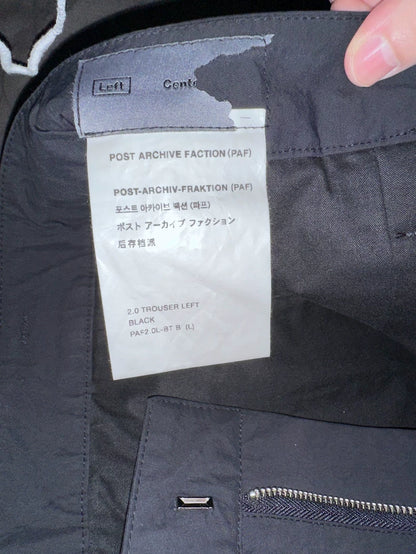 Left
POST ARCHIVE FACTION (PAF)
POST-ARCHIV-FRAKTION (PAF)
포스트 아카이브 팩션 (파프)
ポスト アーカイブ ファクション
后存档派
2.0 TROUSER LEFT
BLACK
PAF2.0L-BT B (L)